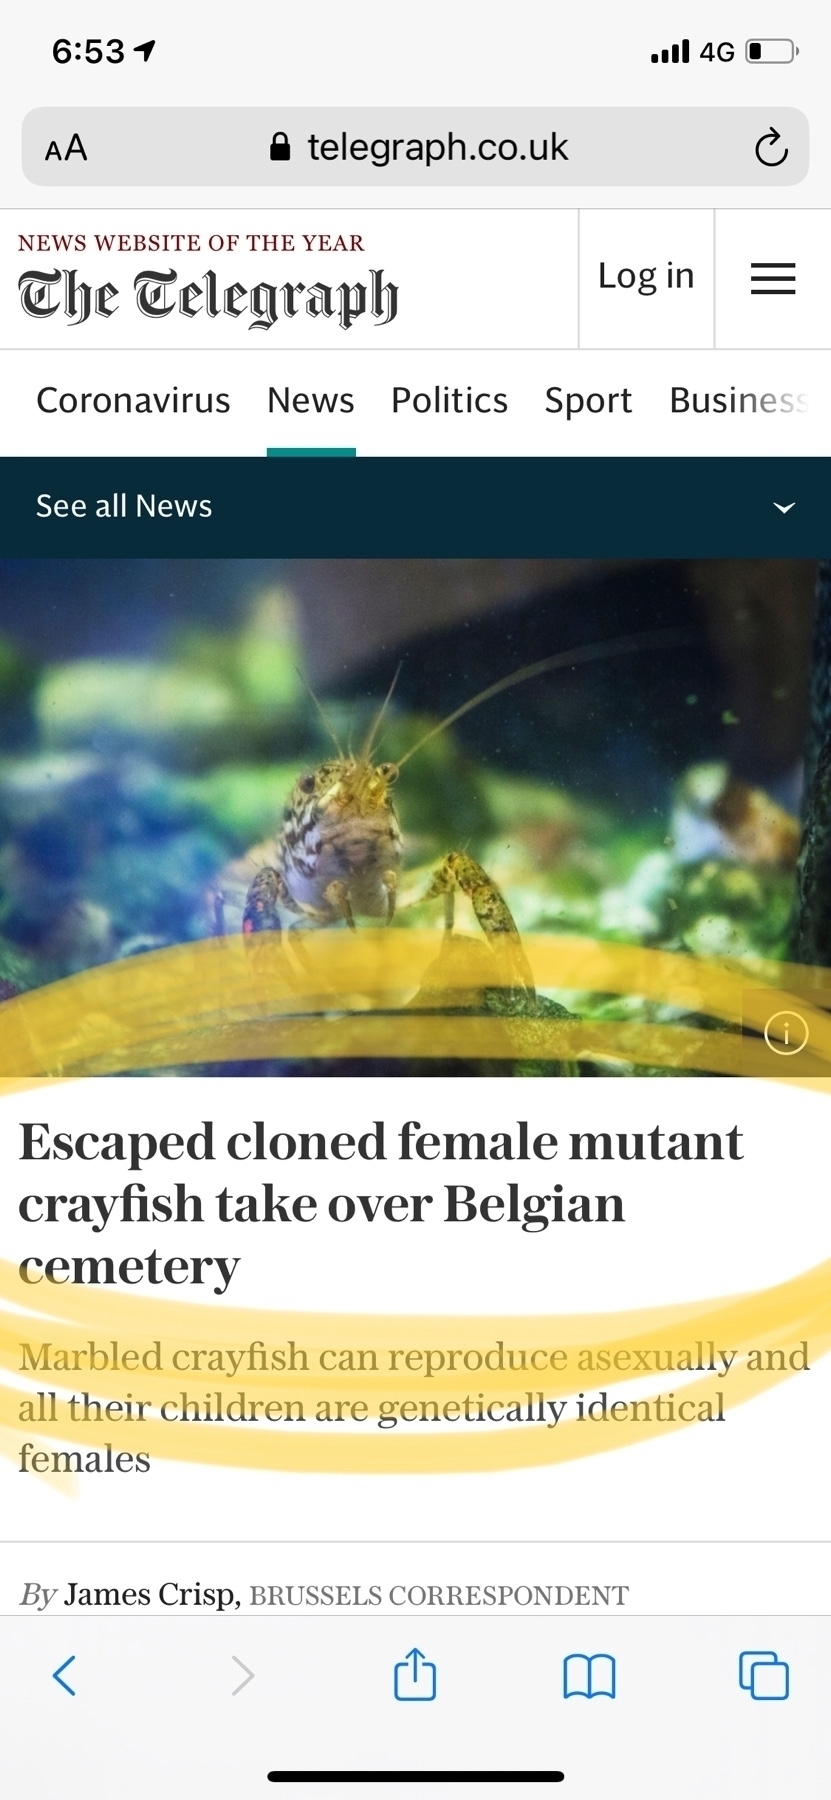 6:53 4G
AA telegraph.co.uk
NEWS WEBSITE OF THE YEAR
The Telegraph
Log in
Coronavirus News Politics Sport Business
See all News
Escaped cloned female mutant
crayfish take over Belgian
cemetery
Marbled crayfish can reproduce asexually and
all their children are genetically identical
females
By James Crisp, BRUSSELS CORRESPONDENT